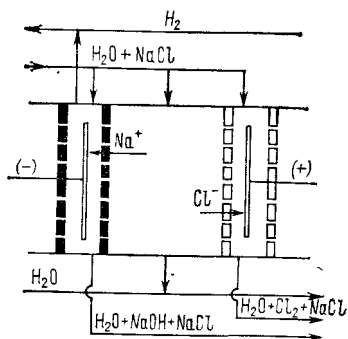 H₂
H₂O + NaCl
Na⁺
(-)
(+)
Cl⁻
H₂O
H₂O+Cl₂+NaCl
H₂O+NaOH+NaCl